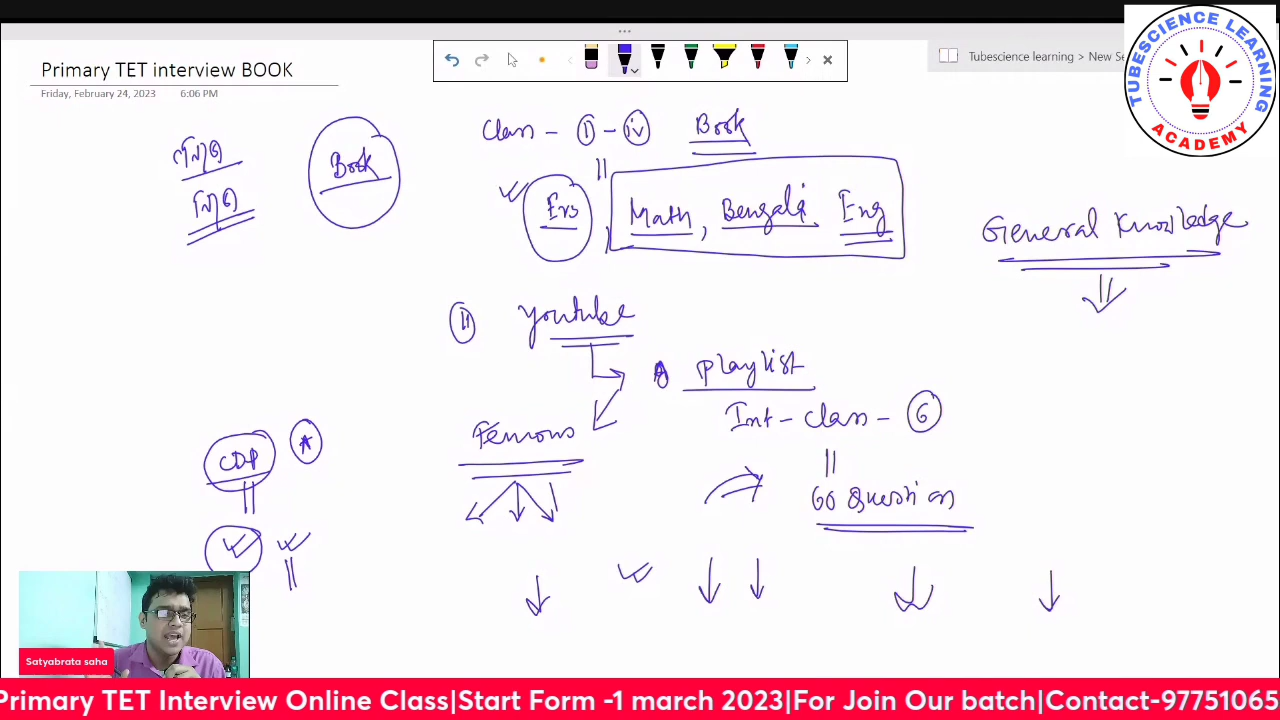 Primary TET interview BOOK
Friday, February 24, 2023 6:06 PM
Tubescience learning > New Se
TUBESCIENCE LEARNING ACADEMY
Class - (I) - (iv) Book
Book
Evs , Math, Bengali, Eng
General Knowledge
(II) youtube
playlist
Int - class - 6
Femous
CDP
60 Question
Satyabrata saha
Primary TET Interview Online Class|Start Form -1 march 2023|For Join Our batch|Contact-97751065